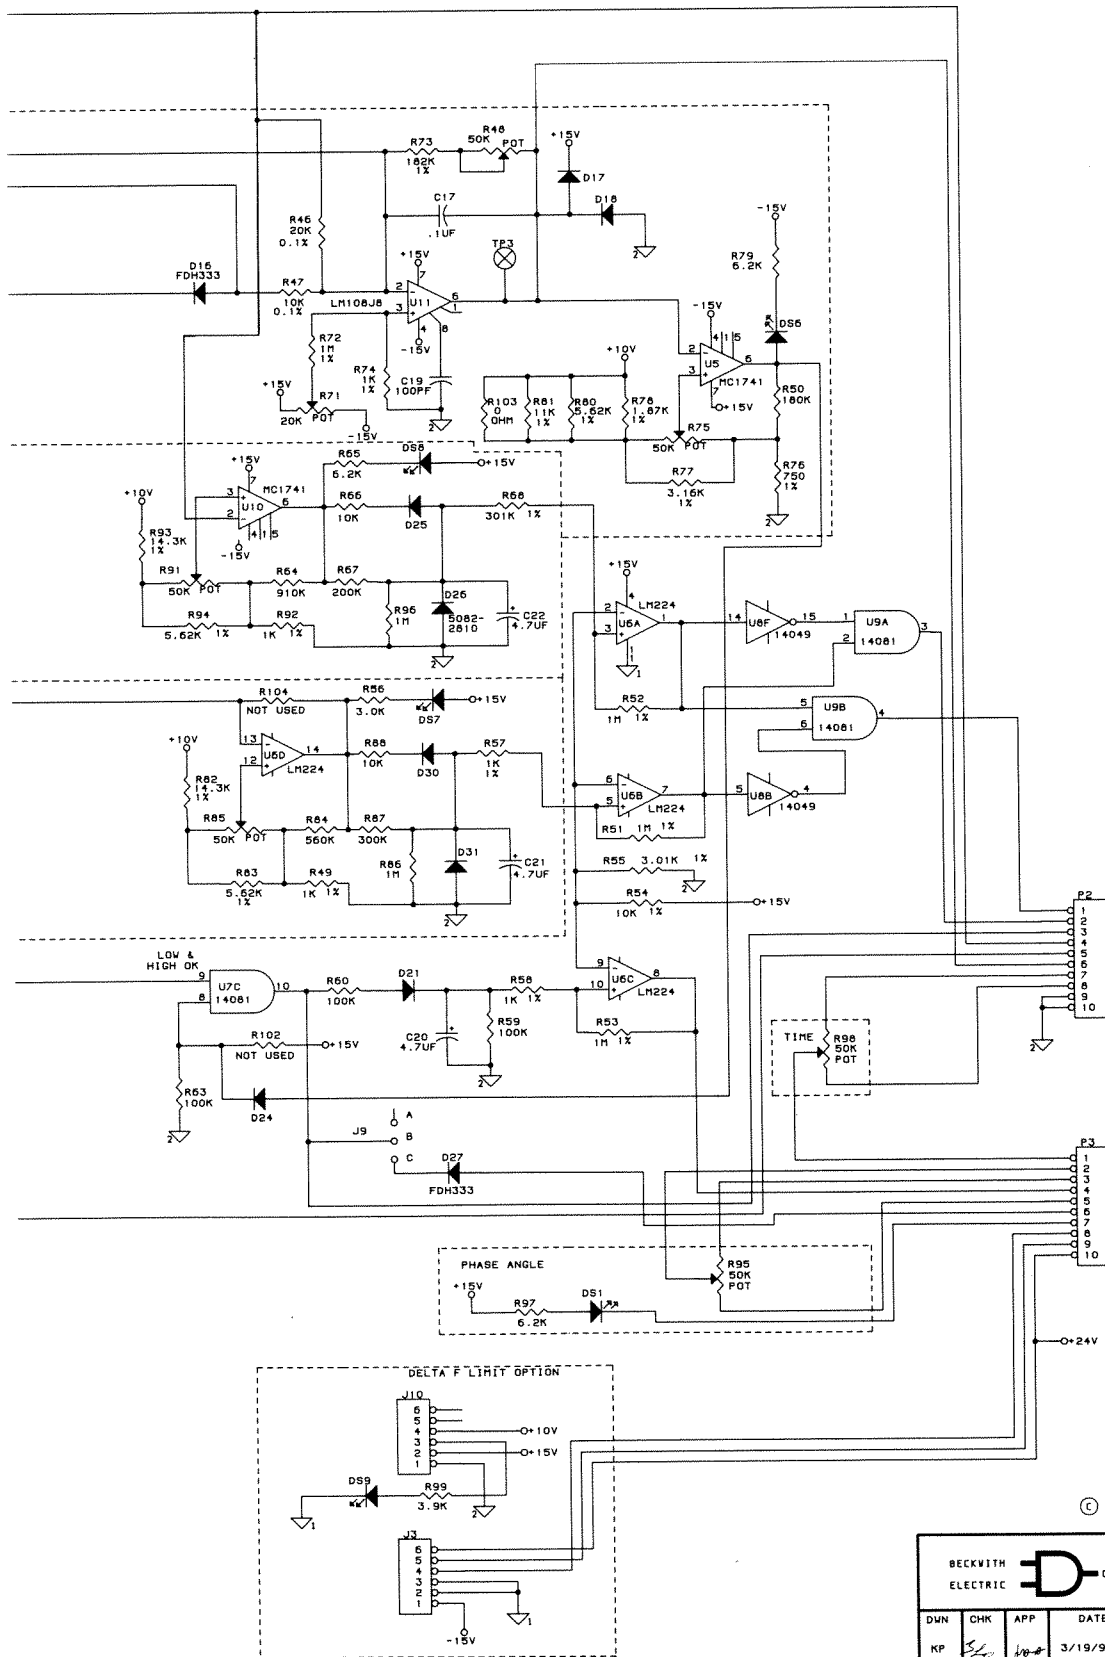 R73
182K
1%
R48
50K
POT
+15V
D17
C17
.1UF
D18
2
R46
20K
0.1%
TP3
-15V
R79
6.2K
D16
FDH333
R47
10K
0.1%
+15V
7
LM108J8
2
-
U11
3
+
6
1
4
8
-15V
-15V
DS6
R72
1M
1%
R74
1K
1%
C19
100PF
2
+10V
2
-
3
+
U5
4
1
5
6
MC1741
7
+15V
R50
180K
+15V
R71
20K
POT
-15V
R103
0
OHM
R81
11K
1%
R80
5.62K
1%
R78
1.87K
1%
R75
50K
POT
R77
3.16K
1%
R76
750
1%
2
+15V
7
MC1741
3
+
U10
2
-
6
4
1
5
-15V
R65
6.2K
DS8
+15V
R66
10K
D25
R68
301K
1%
+10V
R93
14.3K
1%
R91
50K
POT
R64
910K
R67
200K
R94
5.62K
1%
R92
1K
1%
R96
1M
D26
5082-
2810
C22
4.7UF
+
2
+15V
4
LM224
2
-
U6A
3
+
1
1
1
14
U8F
15
14049
1
2
U9A
14081
3
R52
1M
1%
5
6
U9B
14081
4
R104
NOT USED
R56
3.0K
DS7
+15V
13
-
U6D
12
+
14
LM224
R88
10K
D30
R57
1K
1%
+10V
R82
14.3K
1%
R85
50K
POT
R84
560K
R87
300K
R83
5.62K
1%
R49
1K
1%
R86
1M
D31
C21
4.7UF
+
2
6
-
U6B
5
+
7
LM224
5
U8B
4
14049
R51
1M
1%
R55
3.01K
1%
2
R54
10K
1%
+15V
LOW &
HIGH OK
9
U7C
8
14081
10
R60
100K
D21
C20
4.7UF
+
R59
100K
2
R58
1K
1%
9
-
U6C
10
+
8
LM224
R53
1M
1%
R102
NOT USED
+15V
R63
100K
2
D24
P2
1
2
3
4
5
6
7
8
9
10
2
TIME
R98
50K
POT
J9
A
B
C
D27
FDH333
P3
1
2
3
4
5
6
7
8
9
10
PHASE ANGLE
+15V
R97
6.2K
DS1
R95
50K
POT
+24V
DELTA F LIMIT OPTION
J10
6
5
4
3
2
1
+10V
+15V
DS9
R99
3.9K
1
2
J3
6
5
4
3
2
1
1
-15V
©
BECKWITH
ELECTRIC
DWN
CHK
APP
DATE
KP
3/19/9